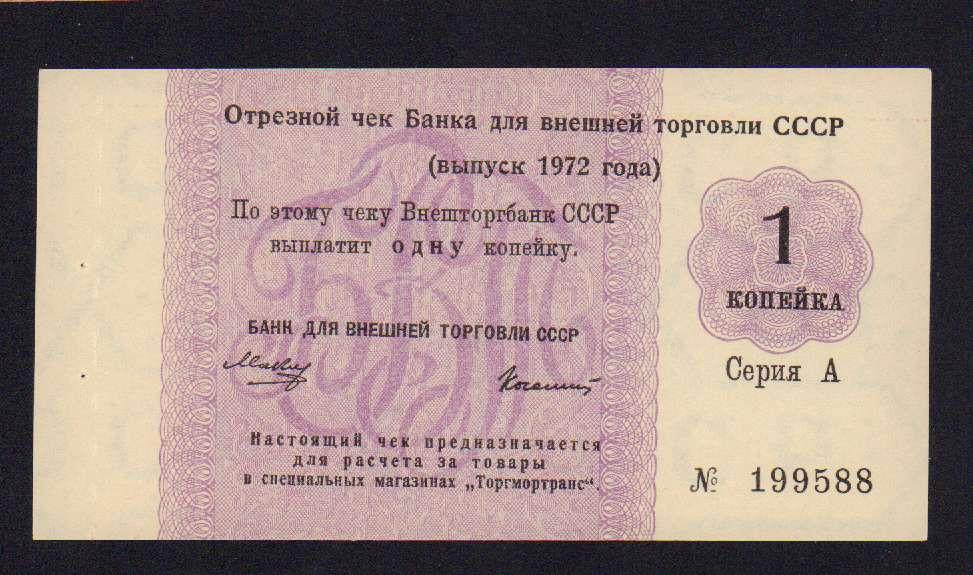 Отрезной чек Банка для внешней торговли СССР
(выпуск 1972 года)
По этому чеку Внешторгбанк СССР
выплатит одну копейку.
1
КОПЕЙКА
БАНК ДЛЯ ВНЕШНЕЙ ТОРГОВЛИ СССР
Серия А
Настоящий чек предназначается
для расчета за товары
в специальных магазинах „Торгмортранс“.
№ 199588